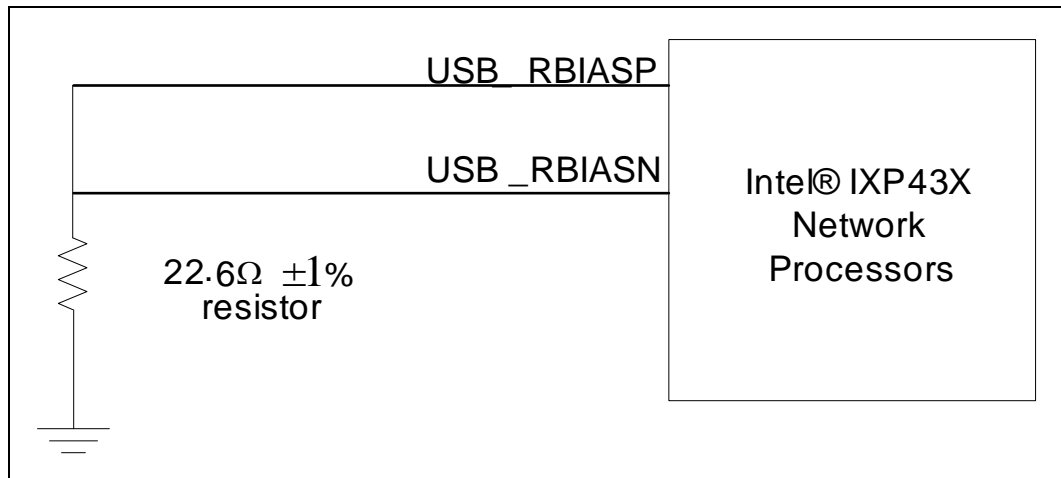 USB_ RBIASP
USB _RBIASN
Intel® IXP43X
Network
Processors
22.6Ω ±1%
resistor